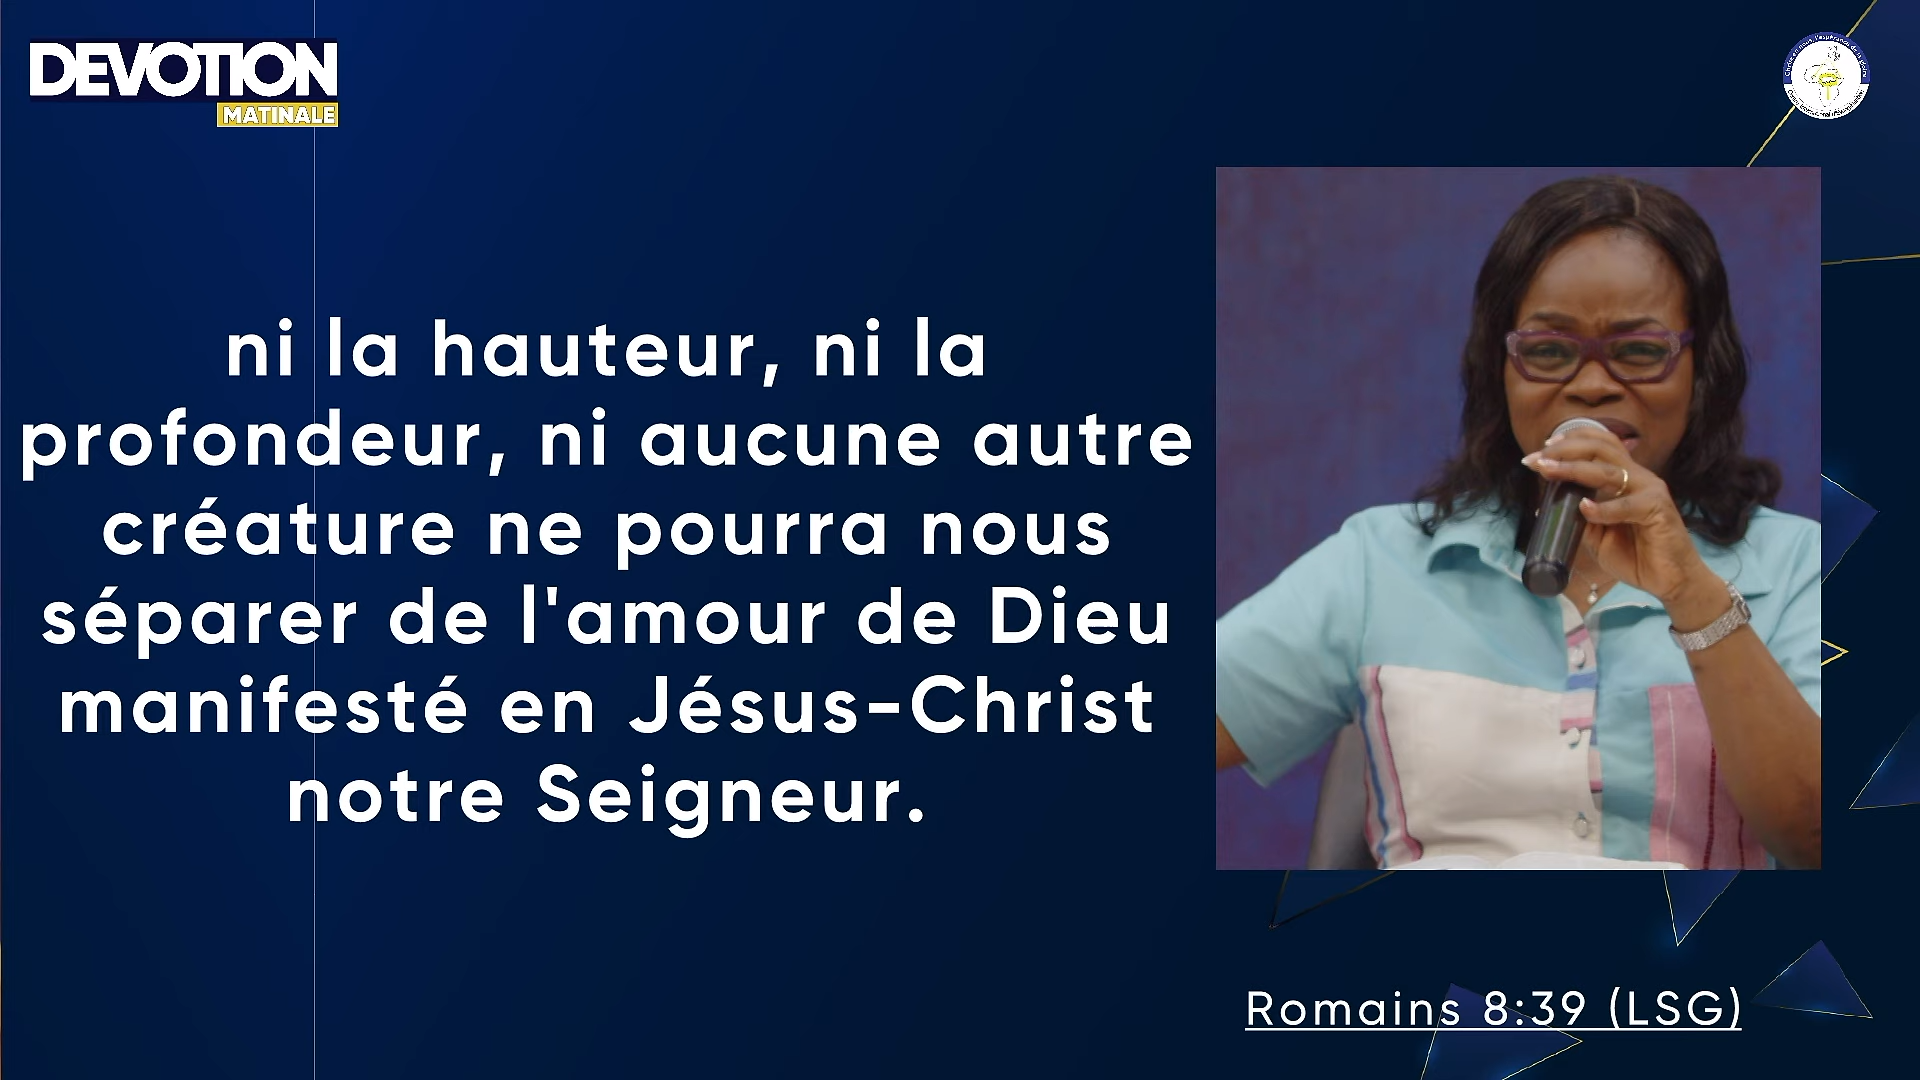 DEVOTION
MATINALE
ni la hauteur, ni la
profondeur, ni aucune autre
créature ne pourra nous
séparer de l'amour de Dieu
manifesté en Jésus-Christ
notre Seigneur.
Romains 8:39 (LSG)